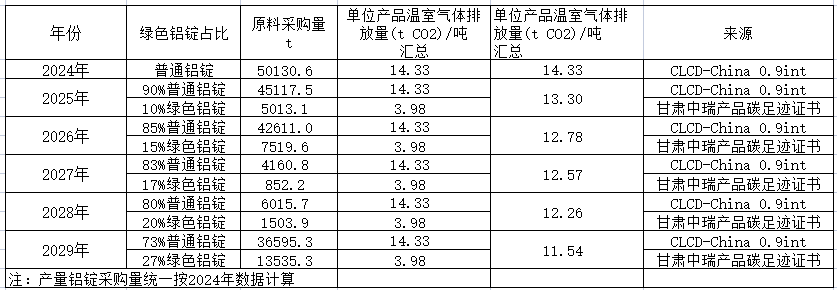 年份 绿色铝锭占比 原料采购量 t 单位产品温室气体排放量(t CO2)/吨 汇总 单位产品温室气体排放量(t CO2)/吨 汇总 来源
2024年 普通铝锭 50130.6 14.33 14.33 CLCD-China 0.9int
2025年 90%普通铝锭 45117.5 14.33 13.30 CLCD-China 0.9int
10%绿色铝锭 5013.1 3.98 甘肃中瑞产品碳足迹证书
2026年 85%普通铝锭 42611.0 14.33 12.78 CLCD-China 0.9int
15%绿色铝锭 7519.6 3.98 甘肃中瑞产品碳足迹证书
2027年 83%普通铝锭 4160.8 14.33 12.57 CLCD-China 0.9int
17%绿色铝锭 852.2 3.98 甘肃中瑞产品碳足迹证书
2028年 80%普通铝锭 6015.7 14.33 12.26 CLCD-China 0.9int
20%绿色铝锭 1503.9 3.98 甘肃中瑞产品碳足迹证书
2029年 73%普通铝锭 36595.3 14.33 11.54 CLCD-China 0.9int
27%绿色铝锭 13535.3 3.98 甘肃中瑞产品碳足迹证书
注：产量铝锭采购量统一按2024年数据计算